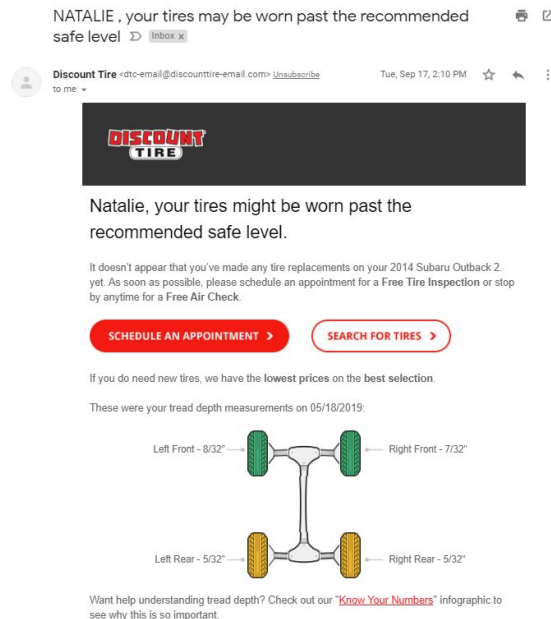 NATALIE , your tires may be worn past the recommended
safe level Inbox x
Discount Tire <dtc-email@discounttire-email.com> Unsubscribe Tue, Sep 17, 2:10 PM
to me
DISCOUNT
TIRE
Natalie, your tires might be worn past the
recommended safe level.
It doesn't appear that you've made any tire replacements on your 2014 Subaru Outback 2.
yet. As soon as possible, please schedule an appointment for a Free Tire Inspection or stop
by anytime for a Free Air Check.
SCHEDULE AN APPOINTMENT > SEARCH FOR TIRES >
If you do need new tires, we have the lowest prices on the best selection.
These were your tread depth measurements on 05/18/2019:
Left Front - 8/32" Right Front - 7/32"
Left Rear - 5/32" Right Rear - 5/32"
Want help understanding tread depth? Check out our "Know Your Numbers" infographic to
see why this is so important.